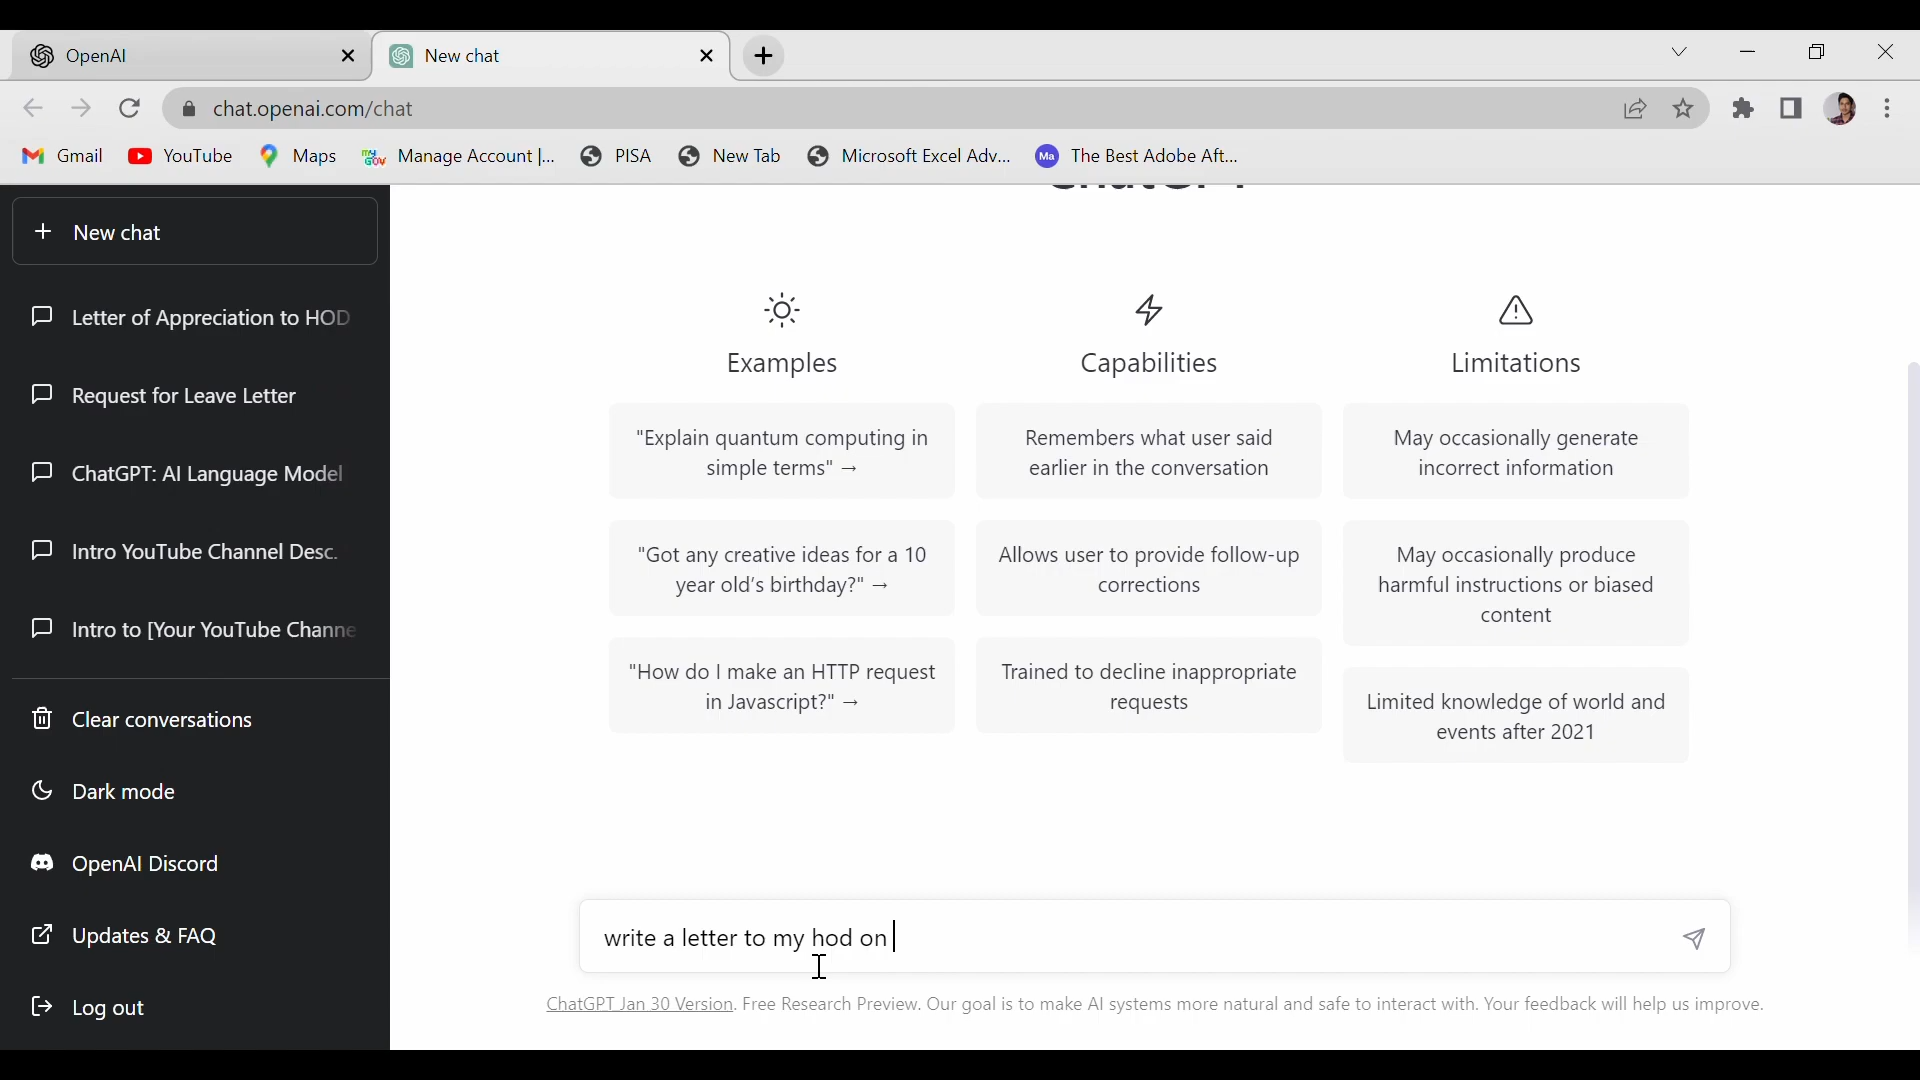 OpenAI
New chat
chat.openai.com/chat
Gmail
YouTube
Maps
Manage Account |...
PISA
New Tab
Microsoft Excel Adv...
Ma
The Best Adobe Aft...
New chat
Letter of Appreciation to HOD
Request for Leave Letter
ChatGPT: AI Language Model
Intro YouTube Channel Desc.
Intro to [Your YouTube Channe
Clear conversations
Dark mode
OpenAI Discord
Updates & FAQ
Log out
ChatGPT
Examples
"Explain quantum computing in
simple terms" →
"Got any creative ideas for a 10
year old's birthday?" →
"How do I make an HTTP request
in Javascript?" →
Capabilities
Remembers what user said
earlier in the conversation
Allows user to provide follow-up
corrections
Trained to decline inappropriate
requests
Limitations
May occasionally generate
incorrect information
May occasionally produce
harmful instructions or biased
content
Limited knowledge of world and
events after 2021
write a letter to my hod on
ChatGPT Jan 30 Version. Free Research Preview. Our goal is to make AI systems more natural and safe to interact with. Your feedback will help us improve.